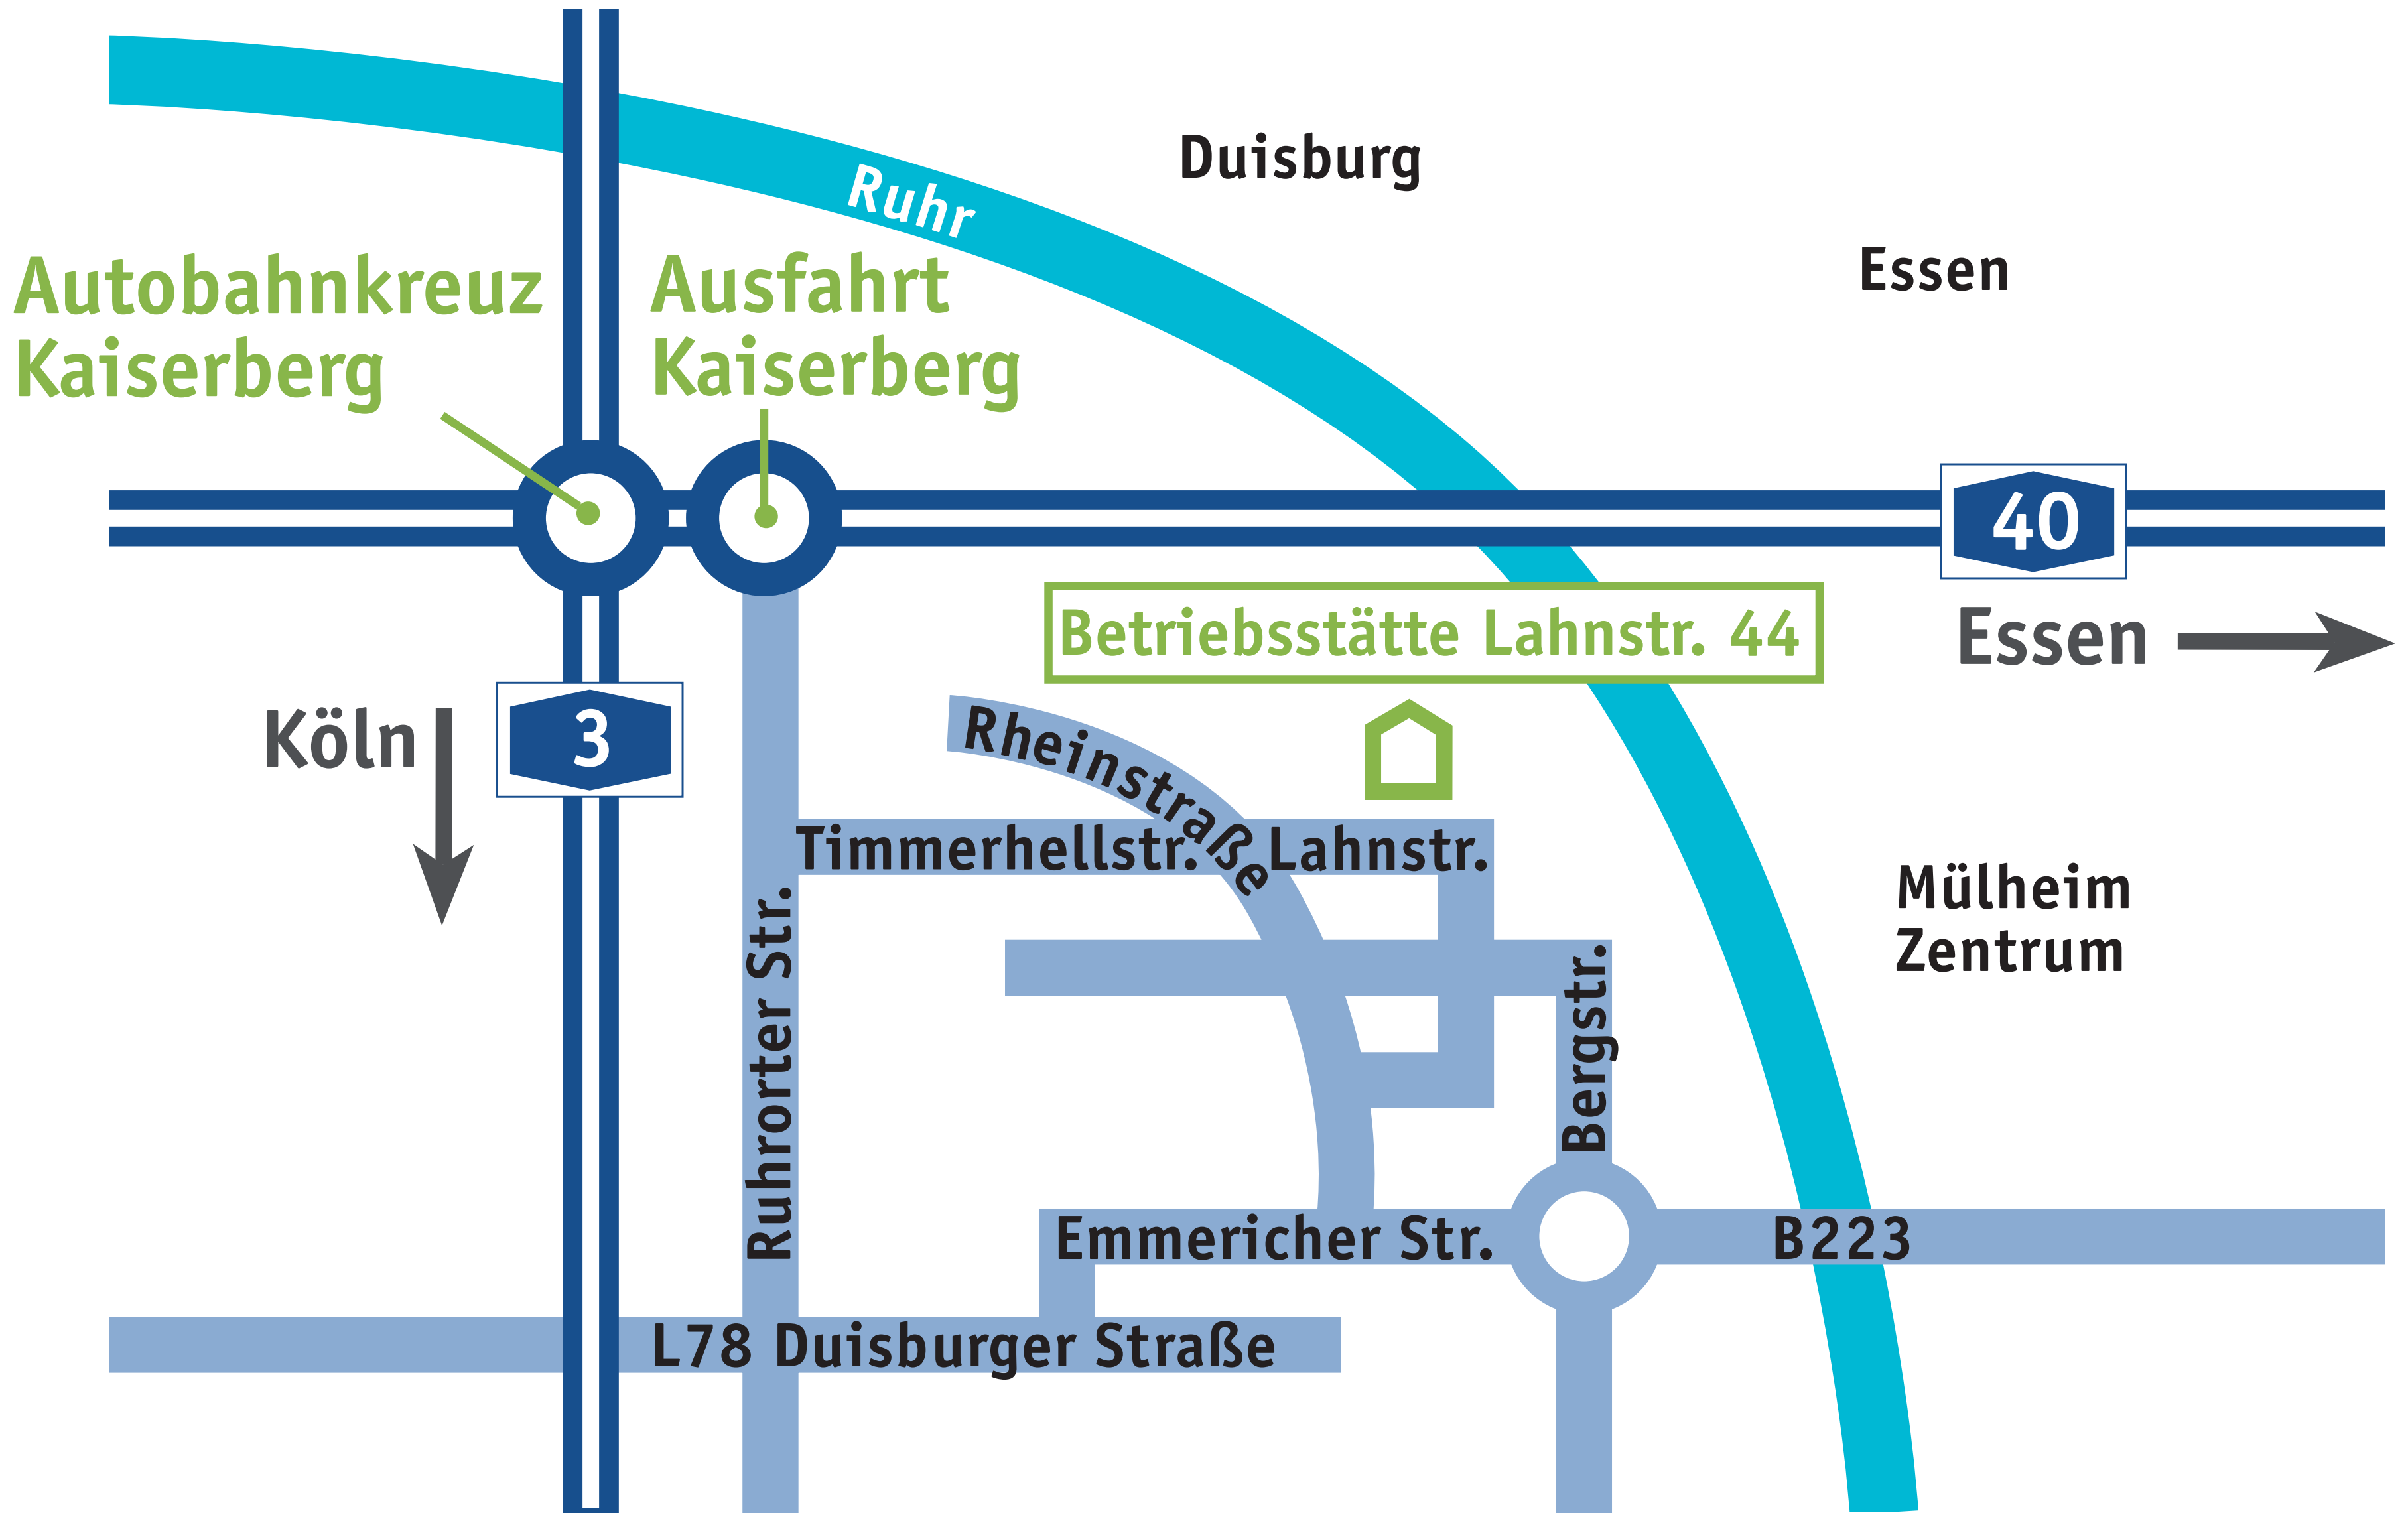 Duisburg
Ruhr
Essen
Autobahnkreuz
Kaiserberg
Ausfahrt
Kaiserberg
40
Betriebsstätte Lahnstr. 44
Essen
Köln
3
Rheinstraße
Timmerhellstr.
Lahnstr.
Mülheim
Zentrum
Ruhrorter Str.
Bergstr.
Emmericher Str.
B223
L78 Duisburger Straße